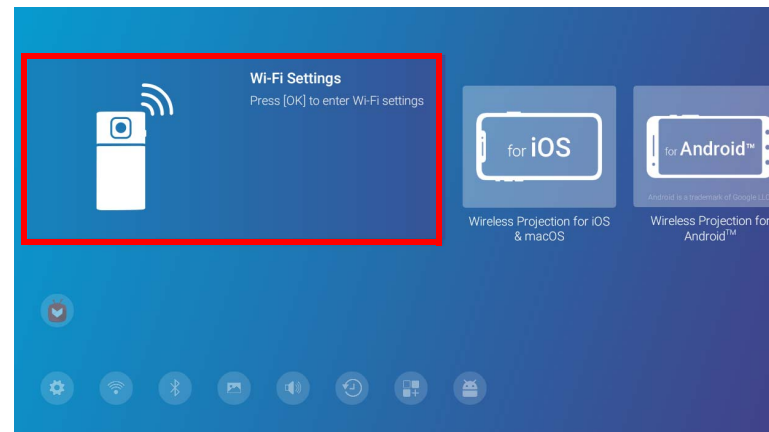 Wi-Fi Settings
Press [OK] to enter Wi-Fi settings
for iOS
for Android™
Android is a trademark of Google LLC
Wireless Projection for iOS
& macOS
Wireless Projection for
Android™